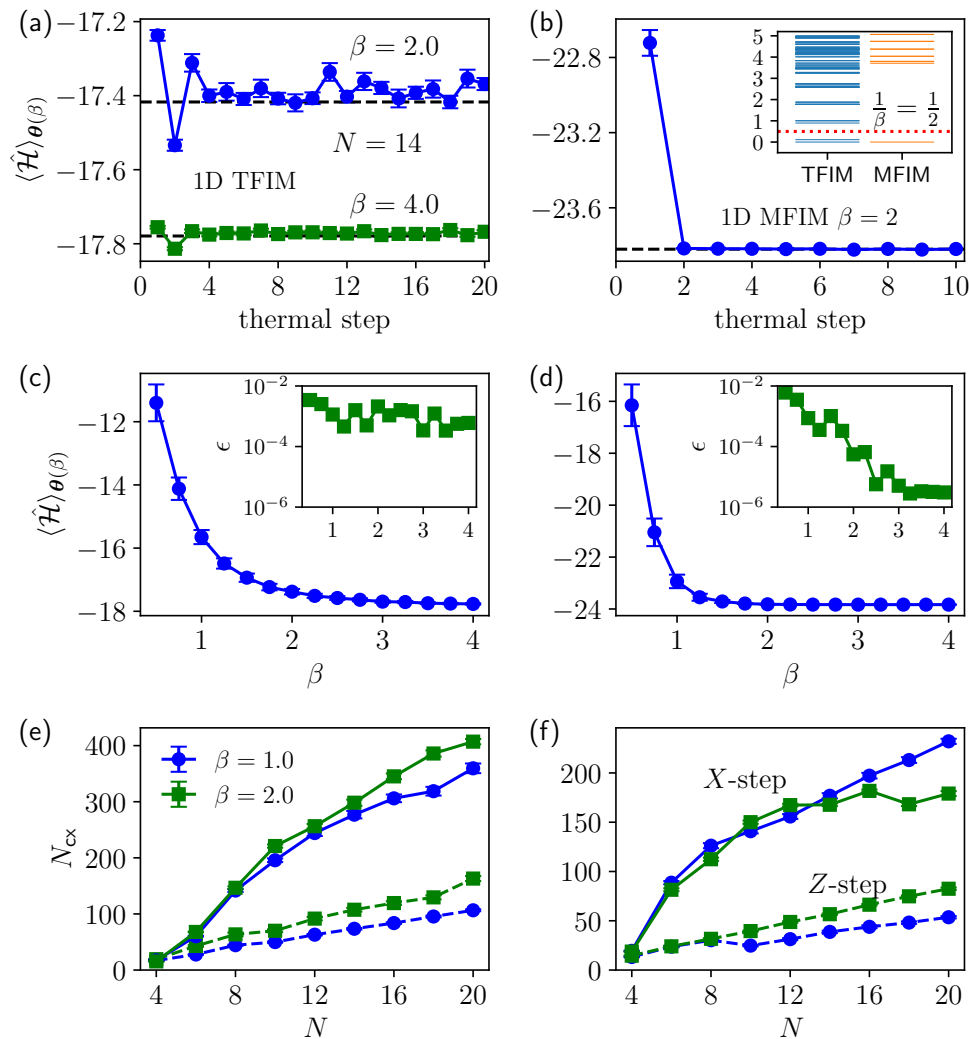 (a)
−17.2
−17.4
−17.6
−17.8
⟨Ĥ⟩θ(β)
β = 2.0
N = 14
1D TFIM
β = 4.0
0 4 8 12 16 20
thermal step
(b)
−22.8
−23.2
−23.6
5
4
3
2
1
0
1/β = 1/2
TFIM MFIM
1D MFIM β = 2
0 2 4 6 8 10
thermal step
(c)
−12
−14
−16
−18
⟨Ĥ⟩θ(β)
10⁻²
10⁻⁴
10⁻⁶
ϵ
1 2 3 4
1 2 3 4
β
(d)
−16
−18
−20
−22
−24
10⁻²
10⁻⁴
10⁻⁶
ϵ
1 2 3 4
1 2 3 4
β
(e)
400
300
200
100
0
N_cx
β = 1.0
β = 2.0
4 8 12 16 20
N
(f)
200
150
100
50
0
X-step
Z-step
4 8 12 16 20
N